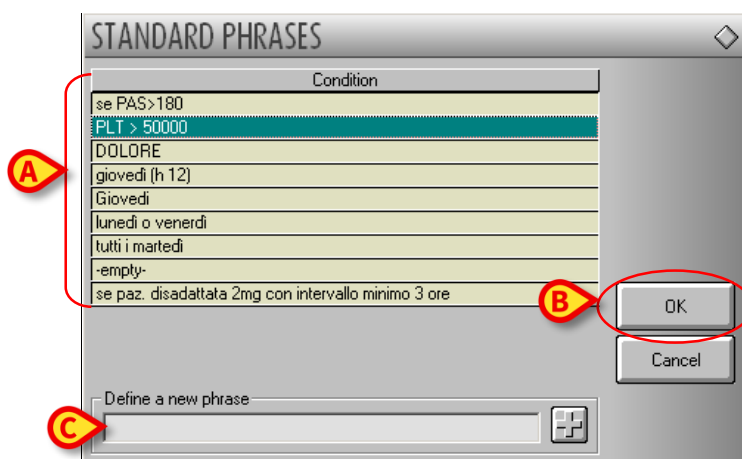 STANDARD PHRASES
Condition
se PAS>180
PLT > 50000
DOLORE
giovedì (h 12)
Giovedi
lunedì o venerdì
tutti i martedì
-empty-
se paz. disadattata 2mg con intervallo minimo 3 ore
A
B
OK
Cancel
Define a new phrase
C